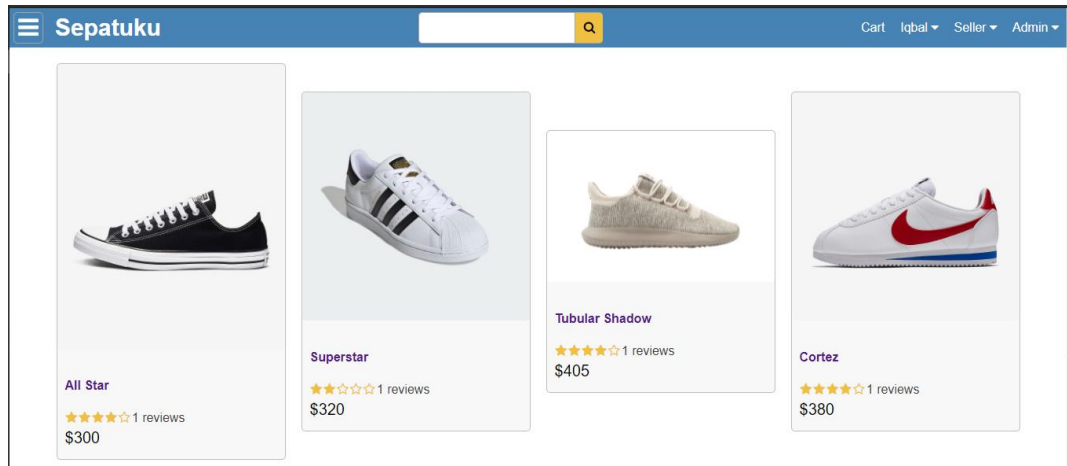 Sepatuku
Cart Iqbal Seller Admin
All Star
1 reviews
$300
Superstar
1 reviews
$320
Tubular Shadow
1 reviews
$405
Cortez
1 reviews
$380